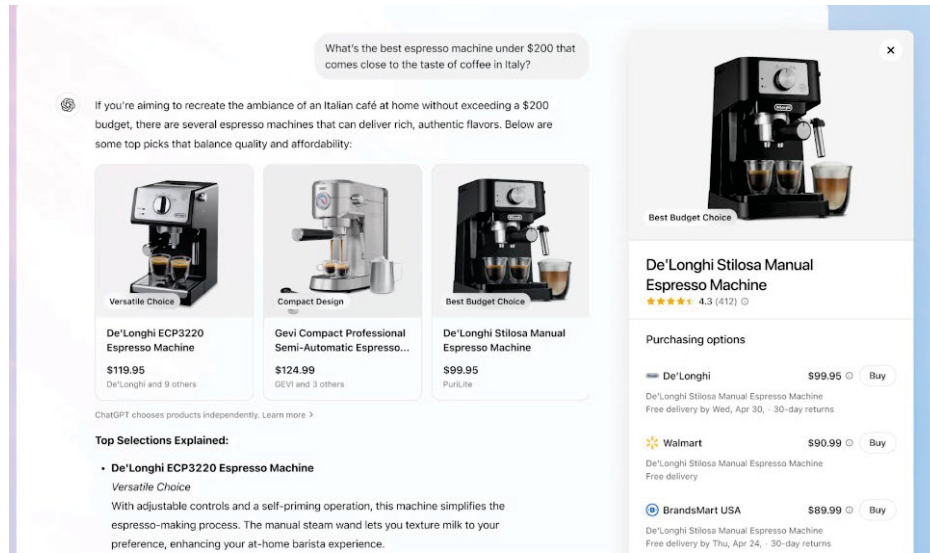 What's the best espresso machine under $200 that
comes close to the taste of coffee in Italy?
If you're aiming to recreate the ambiance of an Italian café at home without exceeding a $200
budget, there are several espresso machines that can deliver rich, authentic flavors. Below are
some top picks that balance quality and affordability:
Versatile Choice
De'Longhi ECP3220
Espresso Machine
$119.95
De'Longhi and 9 others
Compact Design
Gevi Compact Professional
Semi-Automatic Espresso...
$124.99
GEVI and 3 others
Best Budget Choice
De'Longhi Stilosa Manual
Espresso Machine
$99.95
PuriLite
ChatGPT chooses products independently. Learn more >
Top Selections Explained:
• De'Longhi ECP3220 Espresso Machine
Versatile Choice
With adjustable controls and a self-priming operation, this machine simplifies the
espresso-making process. The manual steam wand lets you texture milk to your
preference, enhancing your at-home barista experience.
DeLonghi
Best Budget Choice
De'Longhi Stilosa Manual
Espresso Machine
4.3 (412)
Purchasing options
De'Longhi $99.95 Buy
De'Longhi Stilosa Manual Espresso Machine
Free delivery by Wed, Apr 30, · 30-day returns
Walmart $90.99 Buy
De'Longhi Stilosa Manual Espresso Machine
Free delivery
BrandsMart USA $89.99 Buy
De'Longhi Stilosa Manual Espresso Machine
Free delivery by Thu, Apr 24, · 30-day returns